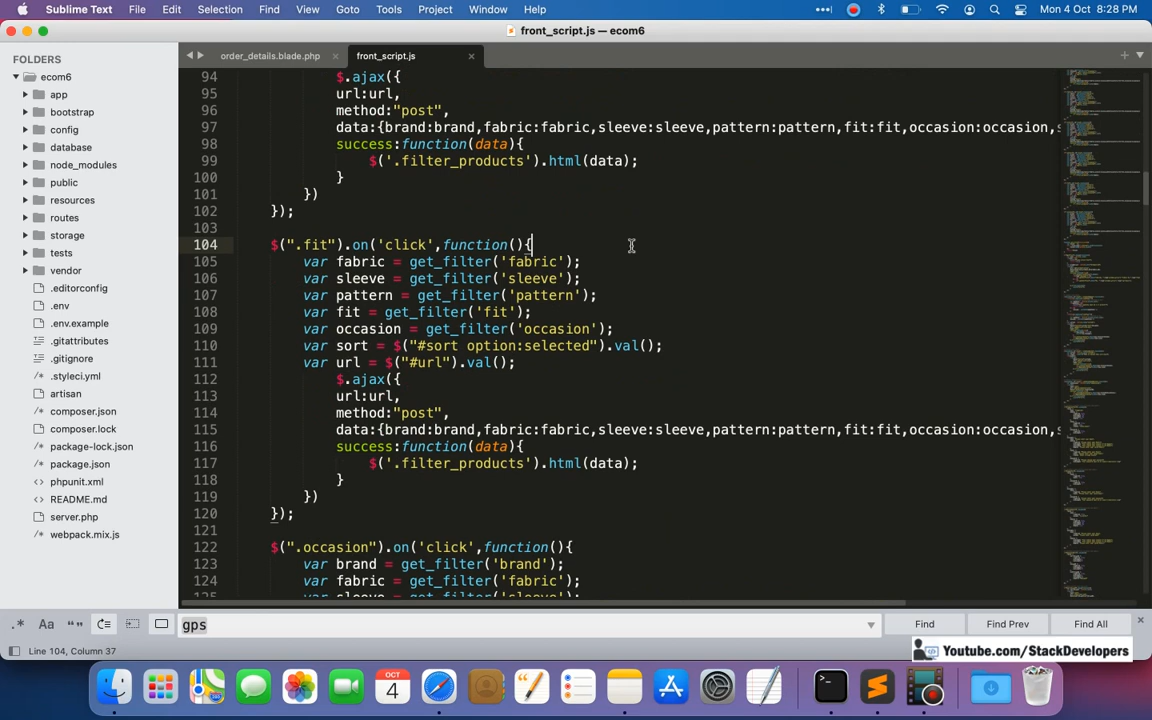 Sublime Text File Edit Selection Find View Goto Tools Project Window Help Mon 4 Oct 8:28 PM
front_script.js — ecom6
FOLDERS
ecom6
app
bootstrap
config
database
node_modules
public
resources
routes
storage
tests
vendor
.editorconfig
.env
.env.example
.gitattributes
.gitignore
.styleci.yml
artisan
composer.json
composer.lock
package-lock.json
package.json
phpunit.xml
README.md
server.php
webpack.mix.js
order_details.blade.php × front_script.js ×
94 $.ajax({
95 url:url,
96 method:"post",
97 data:{brand:brand,fabric:fabric,sleeve:sleeve,pattern:pattern,fit:fit,occasion:occasion,s
98 success:function(data){
99 $('.filter_products').html(data);
100 }
101 })
102 });
103
104 $(".fit").on('click',function(){
105 var fabric = get_filter('fabric');
106 var sleeve = get_filter('sleeve');
107 var pattern = get_filter('pattern');
108 var fit = get_filter('fit');
109 var occasion = get_filter('occasion');
110 var sort = $("#sort option:selected").val();
111 var url = $("#url").val();
112 $.ajax({
113 url:url,
114 method:"post",
115 data:{brand:brand,fabric:fabric,sleeve:sleeve,pattern:pattern,fit:fit,occasion:occasion,s
116 success:function(data){
117 $('.filter_products').html(data);
118 }
119 })
120 });
121
122 $(".occasion").on('click',function(){
123 var brand = get_filter('brand');
124 var fabric = get_filter('fabric');
125 var sleeve = get_filter('sleeve');
.* Aa “” gps Find Find Prev Find All ×
Line 104, Column 37
Youtube.com/StackDevelopers
OCT
4